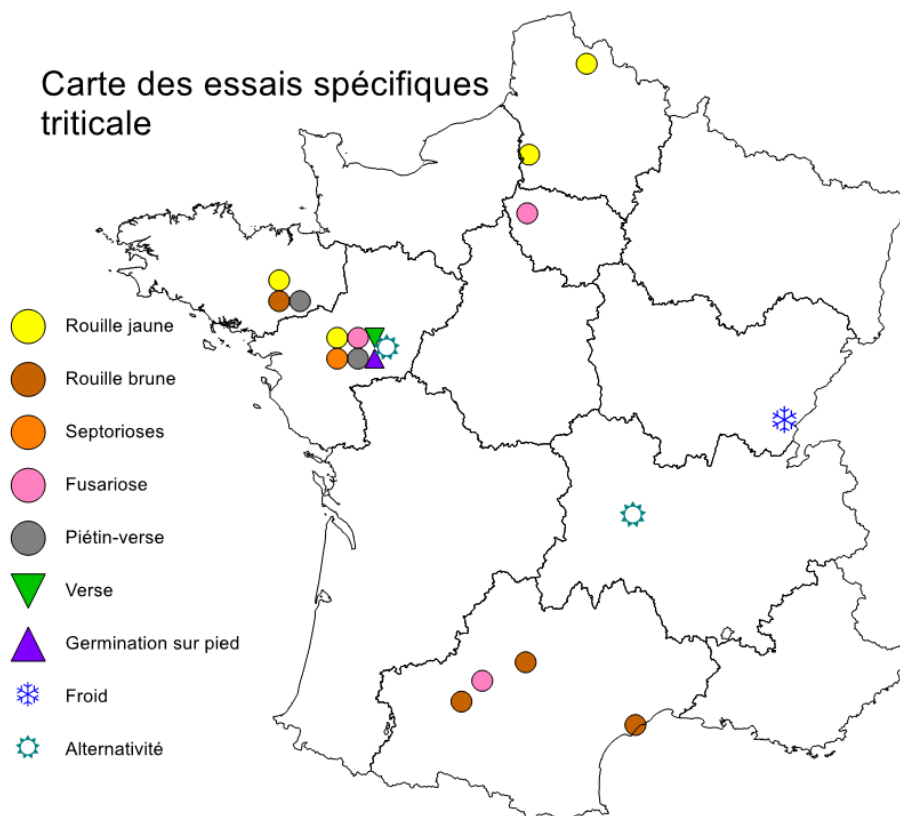 Carte des essais spécifiques
triticale
Rouille jaune
Rouille brune
Septorioses
Fusariose
Piétin-verse
Verse
Germination sur pied
Froid
Alternativité